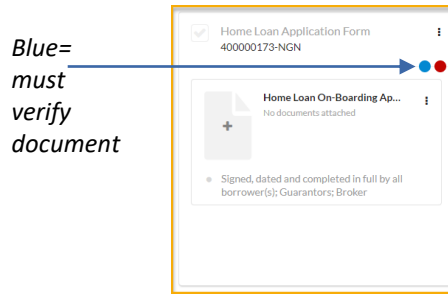 Blue=
must
verify
document
Home Loan Application Form
400000173-NGN
Home Loan On-Boarding Ap...
No documents attached
Signed, dated and completed in full by all
borrower(s); Guarantors; Broker